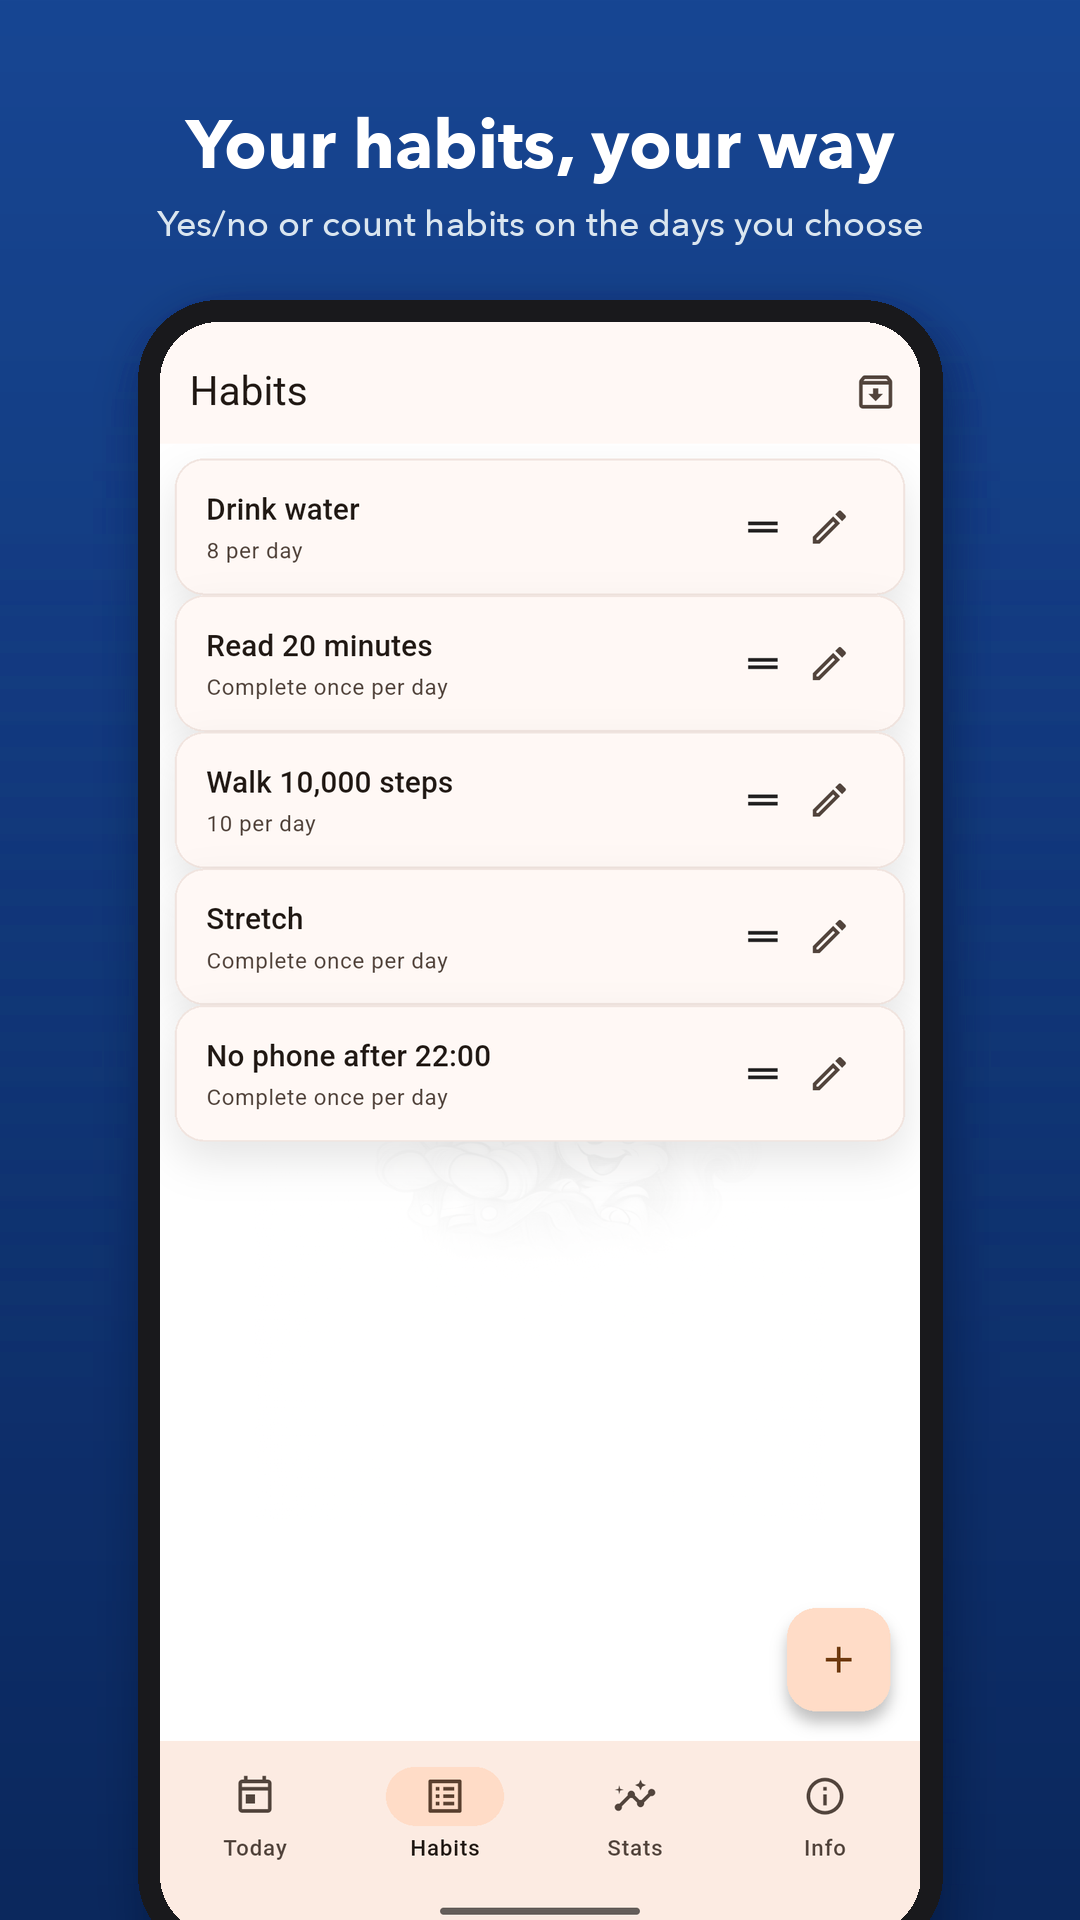 Your habits, your way
Yes/no or count habits on the days you choose
Habits
Drink water
8 per day
Read 20 minutes
Complete once per day
Walk 10,000 steps
10 per day
Stretch
Complete once per day
No phone after 22:00
Complete once per day
Today
Habits
Stats
Info